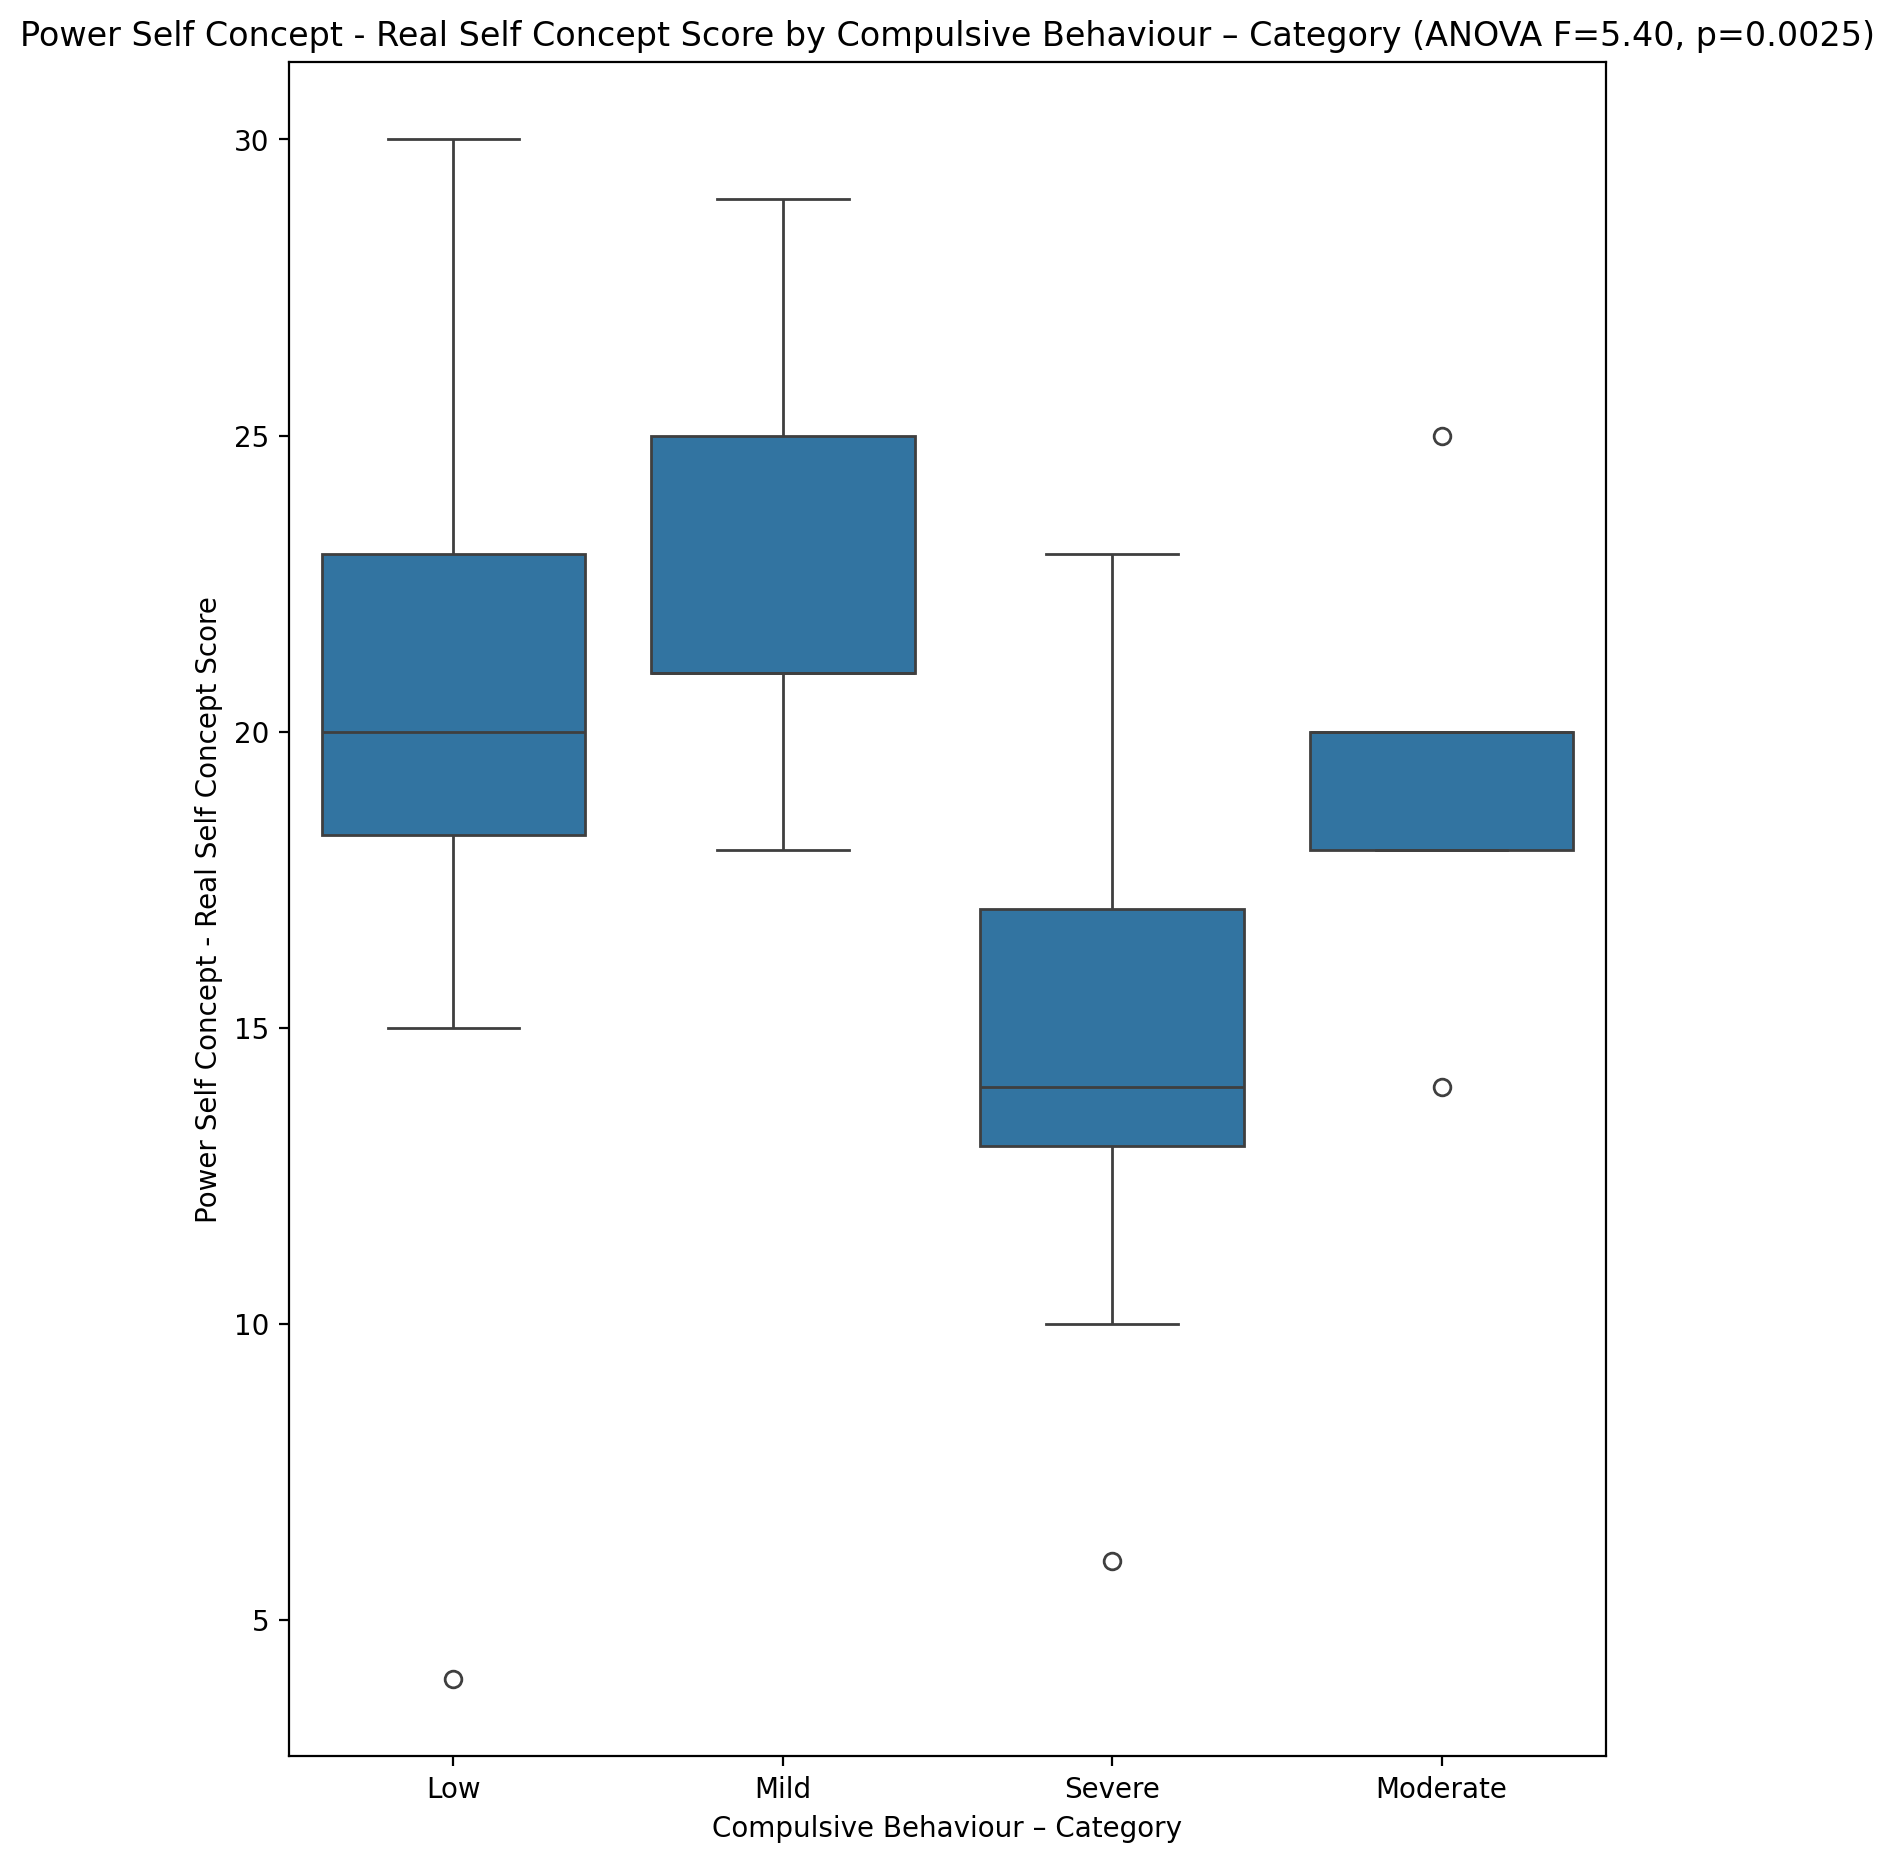 Power Self Concept - Real Self Concept Score by Compulsive Behaviour – Category (ANOVA F=5.40, p=0.0025)
Power Self Concept - Real Self Concept Score
30
25
20
15
10
5
Low
Mild
Severe
Moderate
Compulsive Behaviour – Category